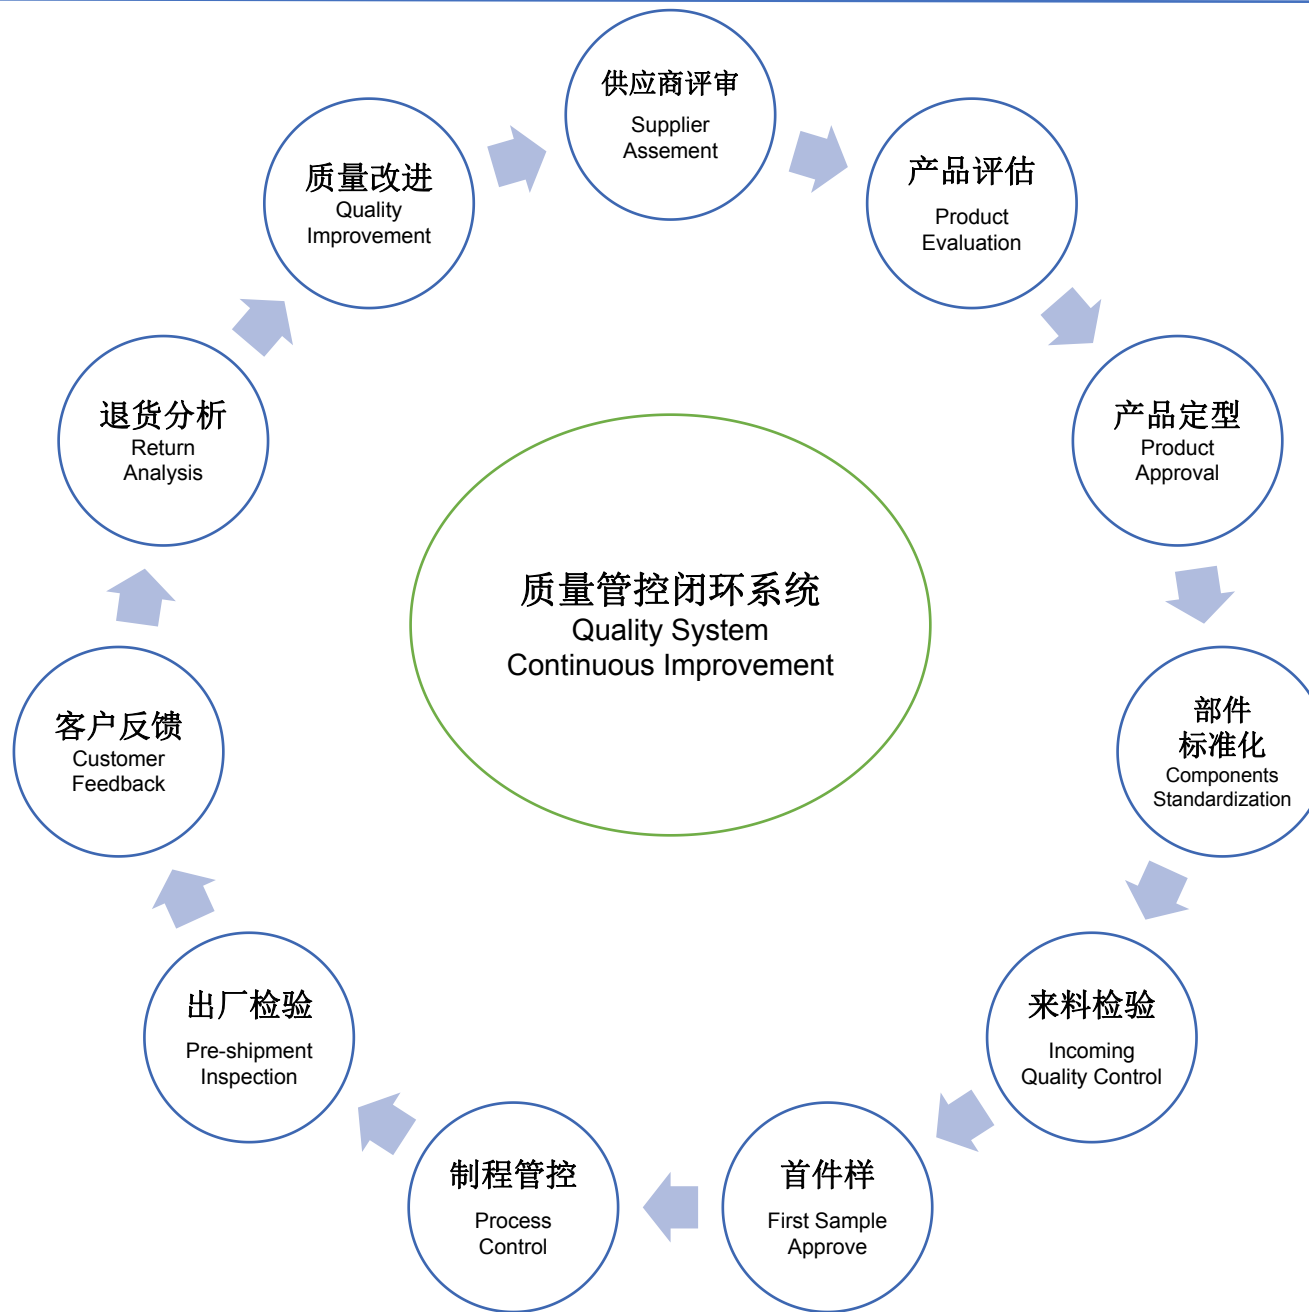 供应商评审
Supplier
Assement
产品评估
Product
Evaluation
产品定型
Product
Approval
部件
标准化
Components
Standardization
来料检验
Incoming
Quality Control
首件样
First Sample
Approve
制程管控
Process
Control
出厂检验
Pre-shipment
Inspection
客户反馈
Customer
Feedback
退货分析
Return
Analysis
质量改进
Quality
Improvement
质量管控闭环系统
Quality System
Continuous Improvement